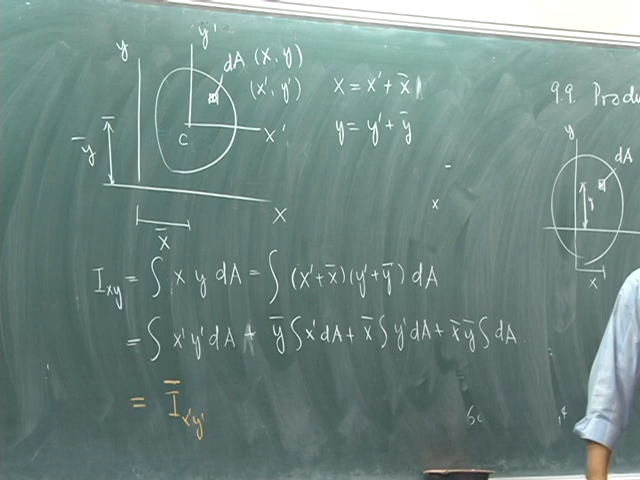 y y'
dA (x, y)
(x', y')
x = x' + x̄
y = y' + ȳ
ȳ
C
x'
x
x̄
x
I_xy = ∫ x y dA = ∫ (x' + x̄)(y' + ȳ) dA
= ∫ x' y' dA + ȳ ∫ x' dA + x̄ ∫ y' dA + x̄ ȳ ∫ dA
= Ī_x'y'
9.9. Produ
y
dA
y
x